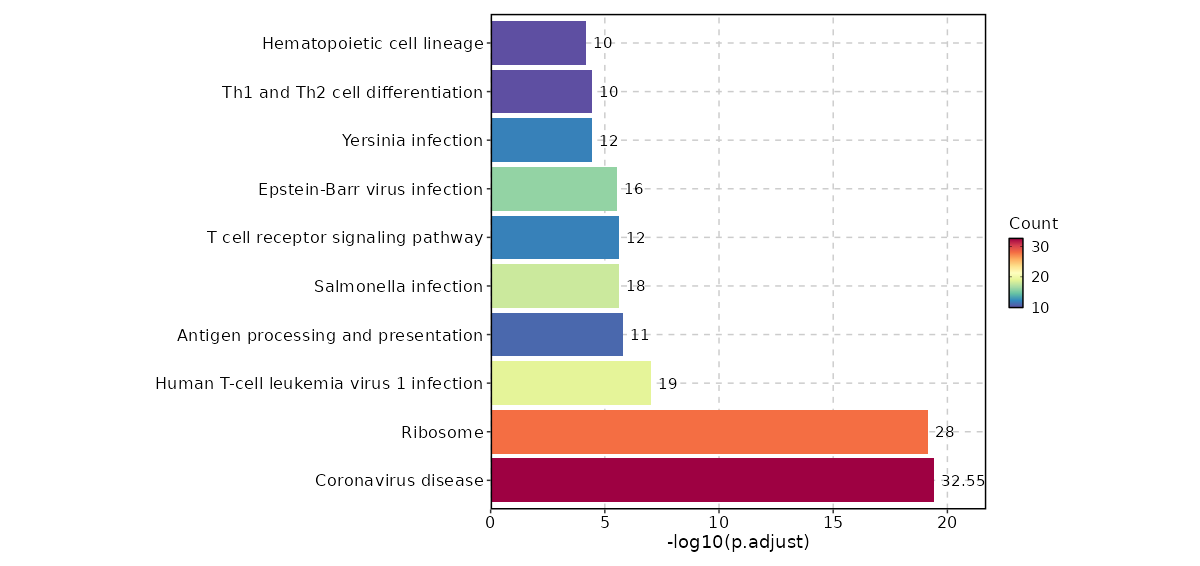 Hematopoietic cell lineage 10
Th1 and Th2 cell differentiation 10
Yersinia infection 12
Epstein-Barr virus infection 16
T cell receptor signaling pathway 12
Salmonella infection 18
Antigen processing and presentation 11
Human T-cell leukemia virus 1 infection 19
Ribosome 28
Coronavirus disease 32.55
0 5 10 15 20
-log10(p.adjust)
Count
30
20
10